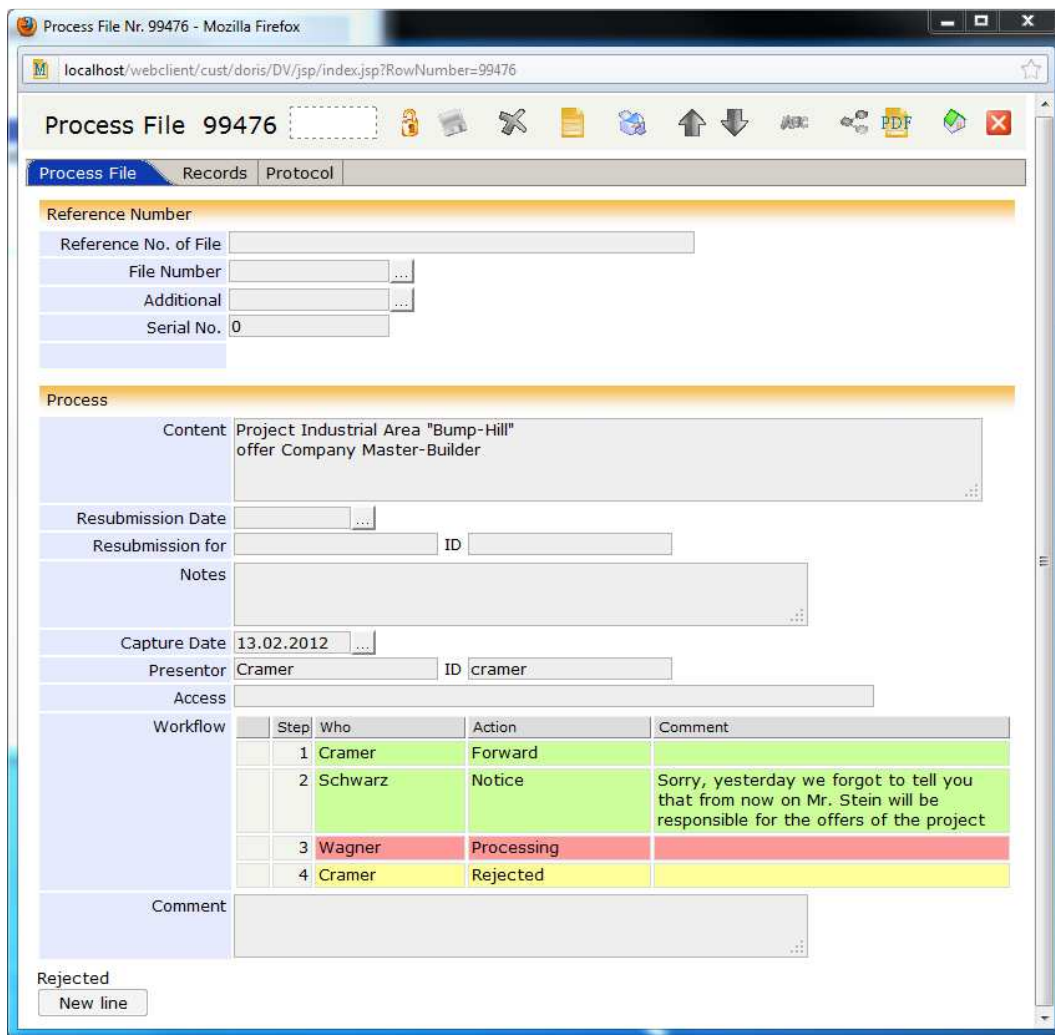 Process File Nr. 99476 - Mozilla Firefox
localhost/webclient/cust/doris/DV/jsp/index.jsp?RowNumber=99476
Process File 99476
ABC
PDF
Process File Records Protocol
Reference Number
Reference No. of File
File Number ...
Additional ...
Serial No. 0
Process
Content Project Industrial Area "Bump-Hill"
offer Company Master-Builder
Resubmission Date ...
Resubmission for ID
Notes
Capture Date 13.02.2012 ...
Presentor Cramer ID cramer
Access
Workflow Step Who Action Comment
1 Cramer Forward
2 Schwarz Notice Sorry, yesterday we forgot to tell you
that from now on Mr. Stein will be
responsible for the offers of the project
3 Wagner Processing
4 Cramer Rejected
Comment
Rejected
New line